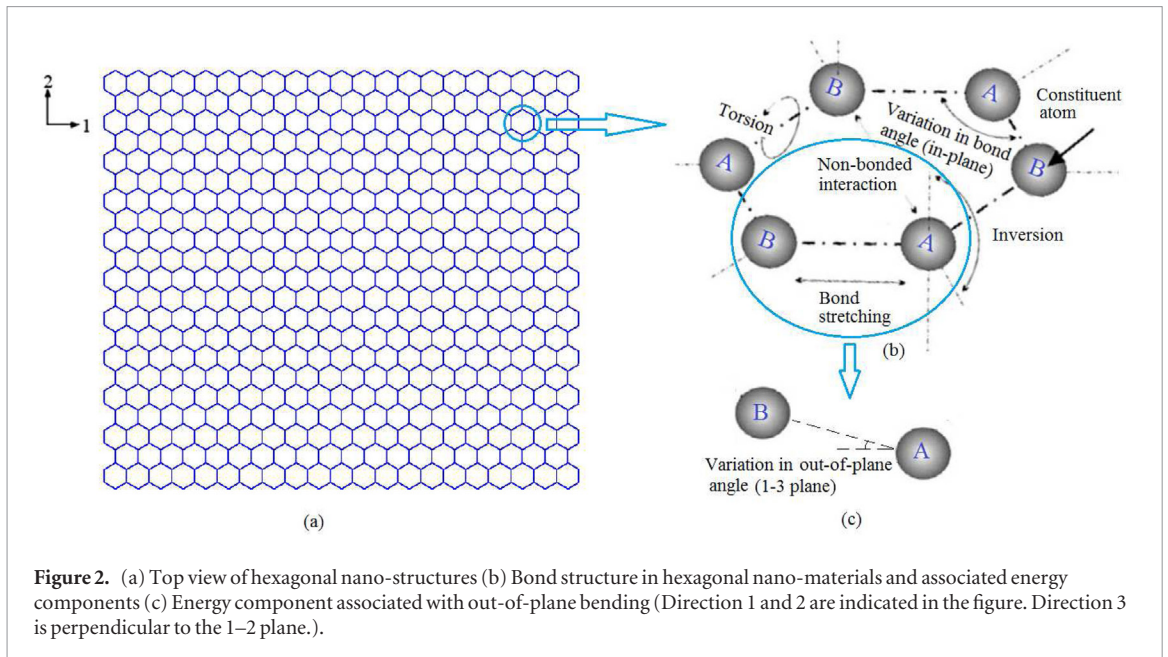 2
1
(a)
B
A
Constituent
atom
Torsion
Variation in bond
angle (in-plane)
A
Non-bonded
interaction
B
B
A
Inversion
Bond
stretching
(b)
B
A
Variation in out-of-plane
angle (1-3 plane)
(c)
Figure 2. (a) Top view of hexagonal nano-structures (b) Bond structure in hexagonal nano-materials and associated energy
components (c) Energy component associated with out-of-plane bending (Direction 1 and 2 are indicated in the figure. Direction 3
is perpendicular to the 1–2 plane.).